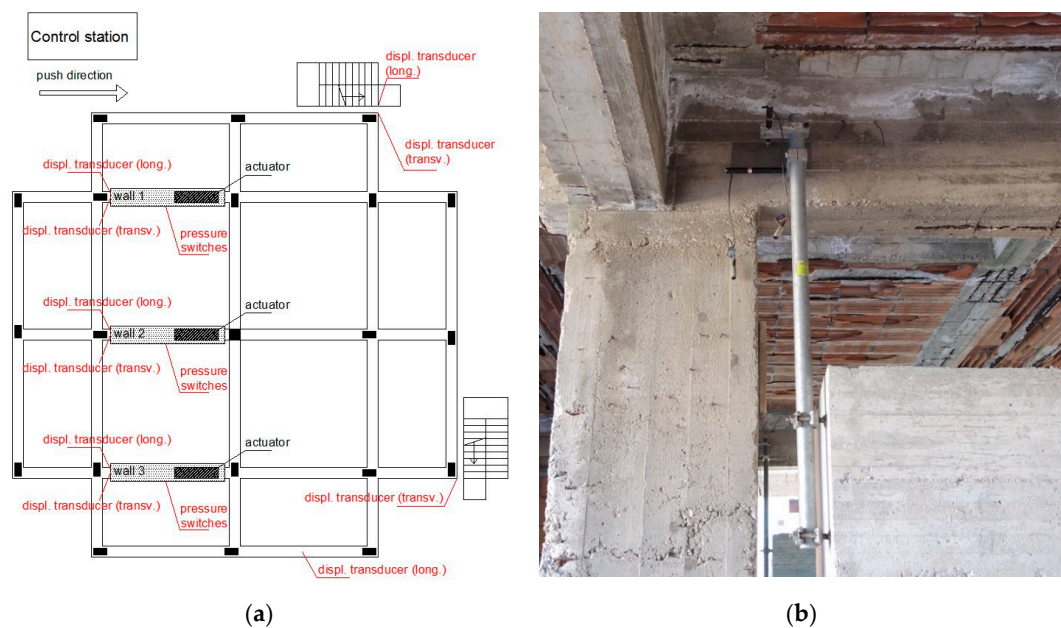 Control station
push direction
displ. transducer
(long.)
displ. transducer
(transv.)
displ. transducer (long.)
actuator
wall 1
displ. transducer (transv.)
pressure
switches
displ. transducer (long.)
actuator
wall 2
displ. transducer (transv.)
pressure
switches
displ. transducer (long.)
actuator
wall 3
displ. transducer (transv.)
pressure
switches
displ. transducer (transv.)
displ. transducer (long.)
(a)
(b)